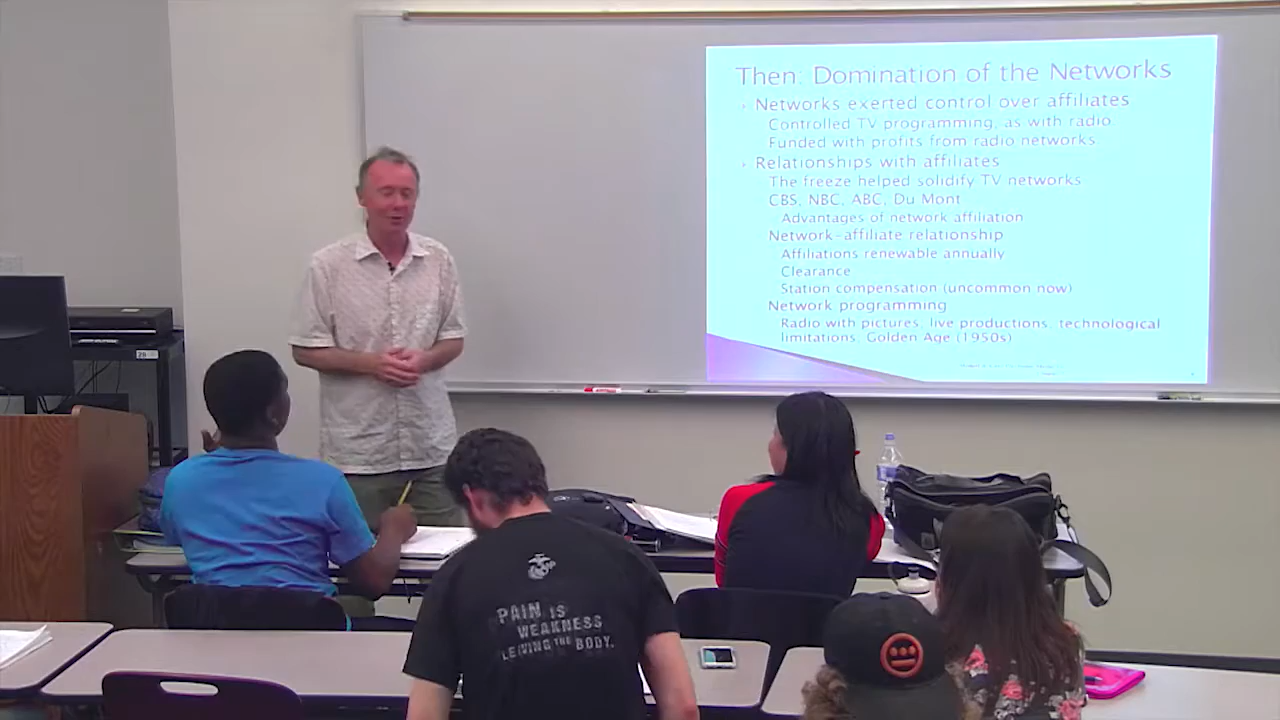 Then: Domination of the Networks
Networks exerted control over affiliates
Controlled TV programming, as with radio.
Funded with profits from radio networks.
Relationships with affiliates
The freeze helped solidify TV networks
CBS, NBC, ABC, Du Mont
Advantages of network affiliation
Network-affiliate relationship
Affiliations renewable annually
Clearance
Station compensation (uncommon now)
Network programming
Radio with pictures, live productions, technological
limitations, Golden Age (1950s)
PAIN IS
WEAKNESS
LEAVING THE BODY.